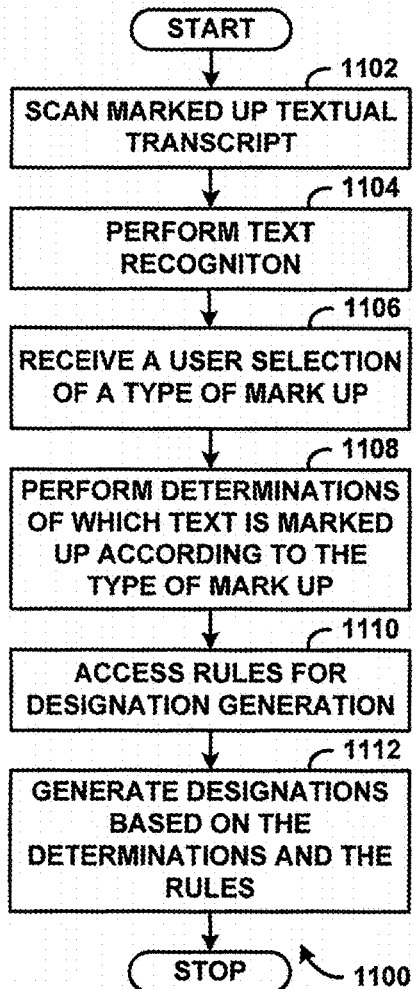 START
1102
SCAN MARKED UP TEXTUAL
TRANSCRIPT
1104
PERFORM TEXT
RECOGNITON
1106
RECEIVE A USER SELECTION
OF A TYPE OF MARK UP
1108
PERFORM DETERMINATIONS
OF WHICH TEXT IS MARKED
UP ACCORDING TO THE
TYPE OF MARK UP
1110
ACCESS RULES FOR
DESIGNATION GENERATION
1112
GENERATE DESIGNATIONS
BASED ON THE
DETERMINATIONS AND THE
RULES
STOP
1100